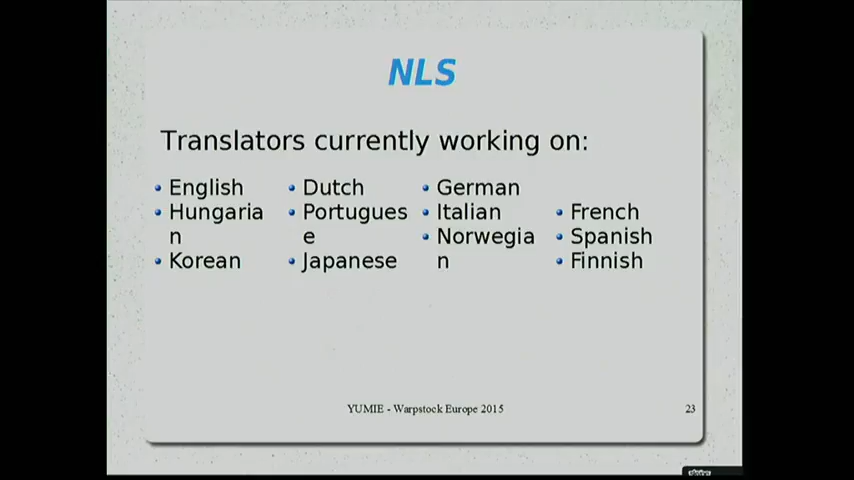 NLS
Translators currently working on:
• English
• Hungaria
n
• Korean
• Dutch
• Portugues
e
• Japanese
• German
• Italian
• Norwegia
n
• French
• Spanish
• Finnish
YUMIE - Warpstock Europe 2015
23